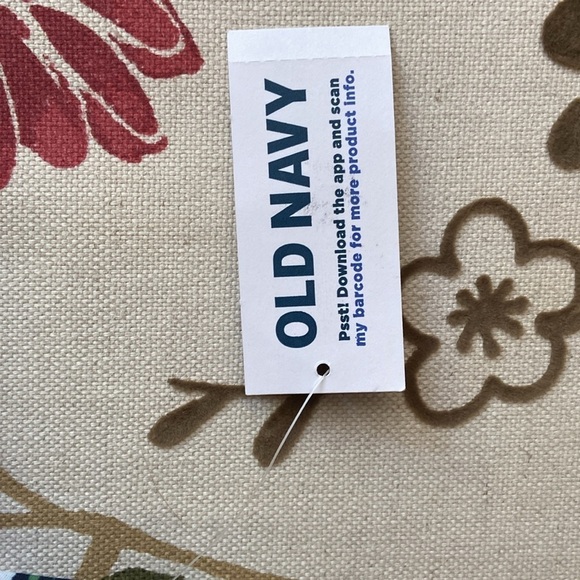 OLD NAVY
Psst! Download the app and scan
my barcode for more product info.